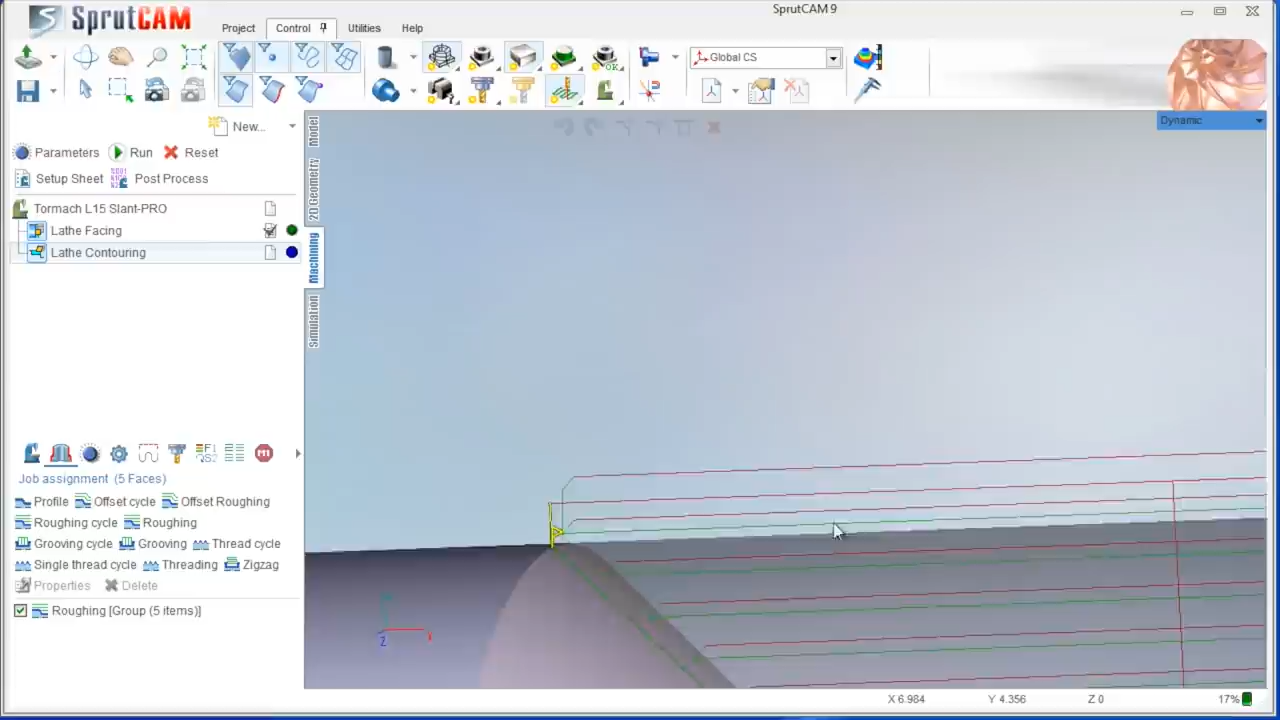 SprutCAM 9
SprutCAM
Project Control Utilities Help
Global CS
OK
New...
Dynamic
Parameters Run Reset
Setup Sheet Post Process
Model
2D Geometry
Machining
Simulation
Tormach L15 Slant-PRO
Lathe Facing
Lathe Contouring
M1
Job assignment (5 Faces)
Profile Offset cycle Offset Roughing
Roughing cycle Roughing
Grooving cycle Grooving Thread cycle
Single thread cycle Threading Zigzag
Properties Delete
Roughing [Group (5 items)]
Z
X 6.984 Y 4.356 Z 0 17%